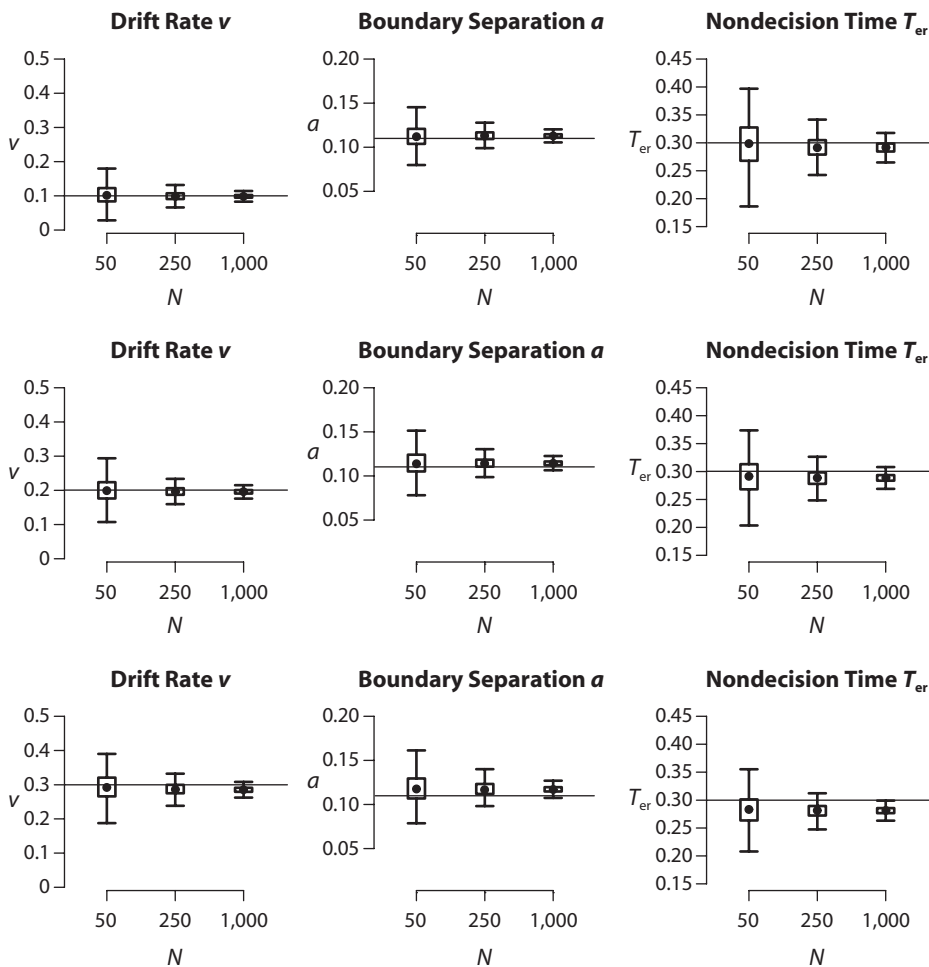 Drift Rate v
Boundary Separation a
Nondecision Time Ter
0.5
0.4
0.3
0.2
0.1
0
v
50 250 1,000
N
0.20
0.15
0.10
0.05
a
50 250 1,000
N
0.45
0.40
0.35
0.30
0.25
0.20
0.15
Ter
50 250 1,000
N
Drift Rate v
Boundary Separation a
Nondecision Time Ter
0.5
0.4
0.3
0.2
0.1
0
v
50 250 1,000
N
0.20
0.15
0.10
0.05
a
50 250 1,000
N
0.45
0.40
0.35
0.30
0.25
0.20
0.15
Ter
50 250 1,000
N
Drift Rate v
Boundary Separation a
Nondecision Time Ter
0.5
0.4
0.3
0.2
0.1
0
v
50 250 1,000
N
0.20
0.15
0.10
0.05
a
50 250 1,000
N
0.45
0.40
0.35
0.30
0.25
0.20
0.15
Ter
50 250 1,000
N